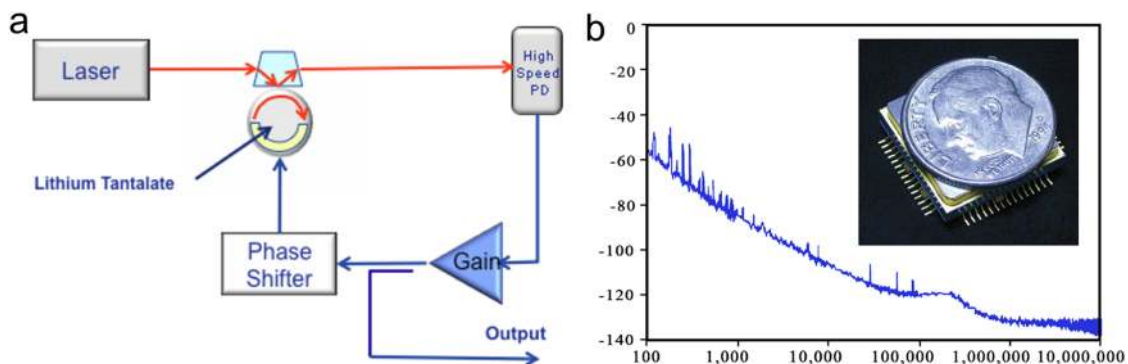 a
Laser
High
Speed
PD
Lithium Tantalate
Phase
Shifter
Gain
Output
b
0
-20
-40
-60
-80
-100
-120
-140
100
1,000
10,000
100,000
1,000,000
10,000,000
LIBERTY